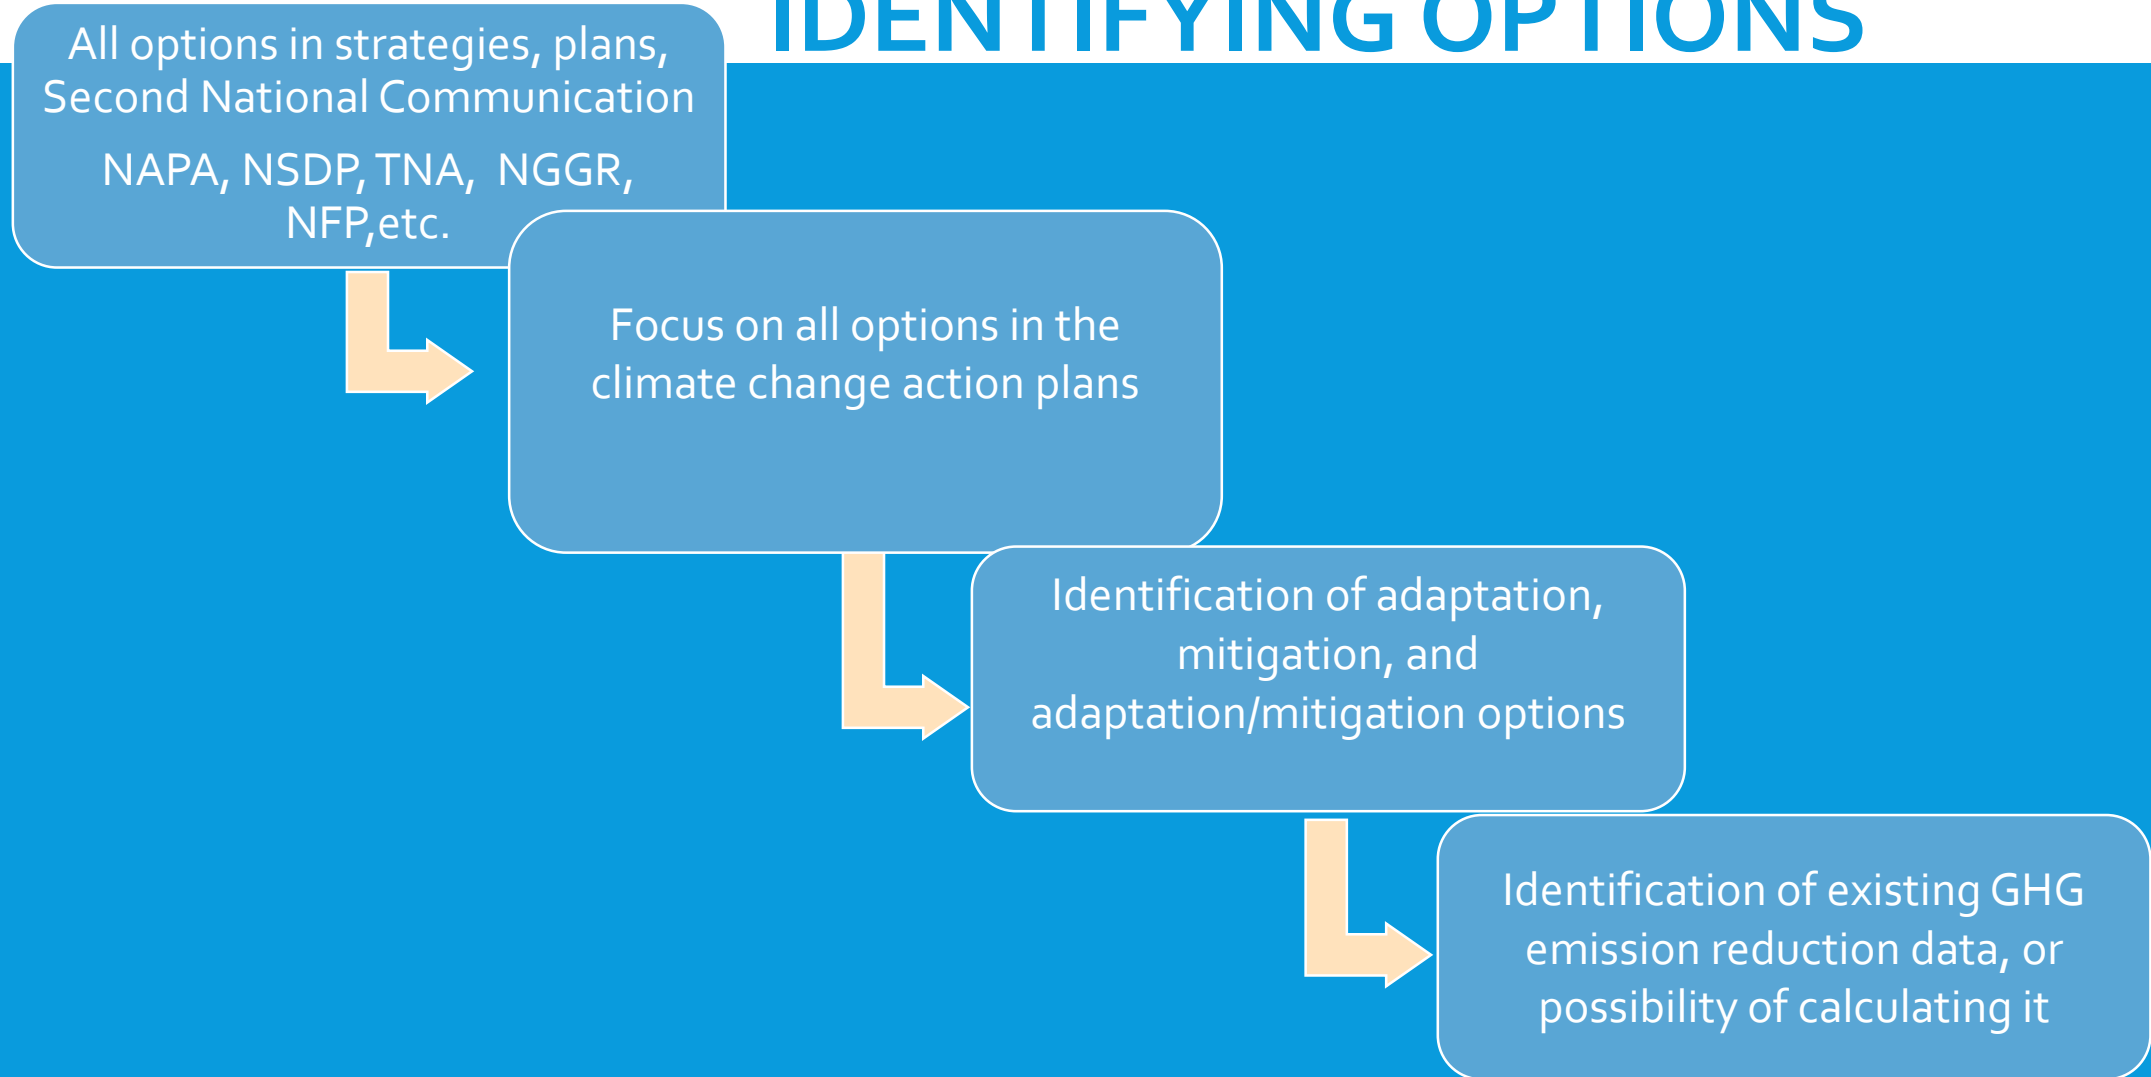 IDENTIFYING OPTIONS
All options in strategies, plans,
Second National Communication
NAPA, NSDP, TNA, NGGR,
NFP,etc.
Focus on all options in the
climate change action plans
Identification of adaptation,
mitigation, and
adaptation/mitigation options
Identification of existing GHG
emission reduction data, or
possibility of calculating it